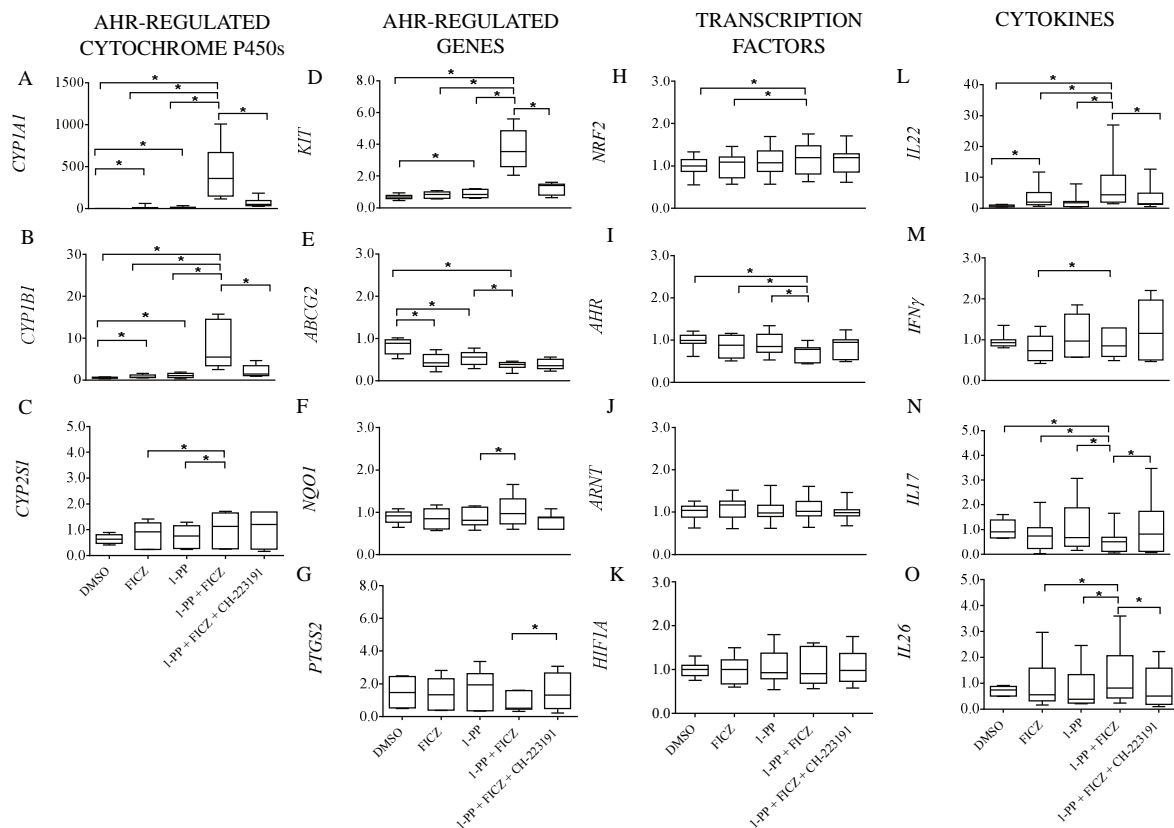 AHR-REGULATED
CYTOCHROME P450s
A
CYP1A1
1500
1000
500
0
* * * * * *
B
CYP1B1
30
20
10
0
* * * * * *
C
CYP2S1
6.0
5.0
4.0
3.0
2.0
1.0
0.0
* *
DMSO
FICZ
1-PP
1-PP + FICZ
1-PP + FICZ + CH-223191
AHR-REGULATED
GENES
D
KIT
8.0
6.0
4.0
2.0
0.0
* * * * *
E
ABCG2
3.0
2.0
1.0
0.0
* * * *
F
NQO1
3.0
2.0
1.0
0.0
*
G
PTGS2
8.0
6.0
4.0
2.0
0.0
*
DMSO
FICZ
1-PP
1-PP + FICZ
1-PP + FICZ + CH-223191
TRANSCRIPTION
FACTORS
H
NRF2
3.0
2.0
1.0
0.0
* *
I
AHR
3.0
2.0
1.0
0.0
* * *
J
ARNT
3.0
2.0
1.0
0.0
K
HIF1A
3.0
2.0
1.0
0.0
DMSO
FICZ
1-PP
1-PP + FICZ
1-PP + FICZ + CH-223191
CYTOKINES
L
IL22
40
30
20
10
0
* * * * *
M
IFNγ
3.0
2.0
1.0
0.0
*
N
IL17
5.0
4.0
3.0
2.0
1.0
0.0
* * * *
O
IL26
5.0
4.0
3.0
2.0
1.0
0.0
* * *
DMSO
FICZ
1-PP
1-PP + FICZ
1-PP + FICZ + CH-223191